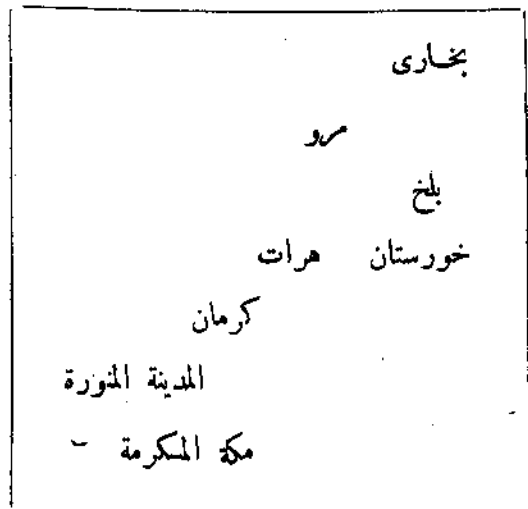 بخارى
مرو
بلخ
خورستان هرات
كرمان
المدينة المنورة
مكة المكرمة